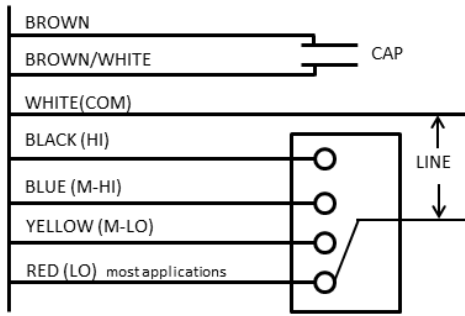 BROWN
CAP
BROWN/WHITE
WHITE(COM)
BLACK (HI)
LINE
BLUE (M-HI)
YELLOW (M-LO)
RED (LO) most applications